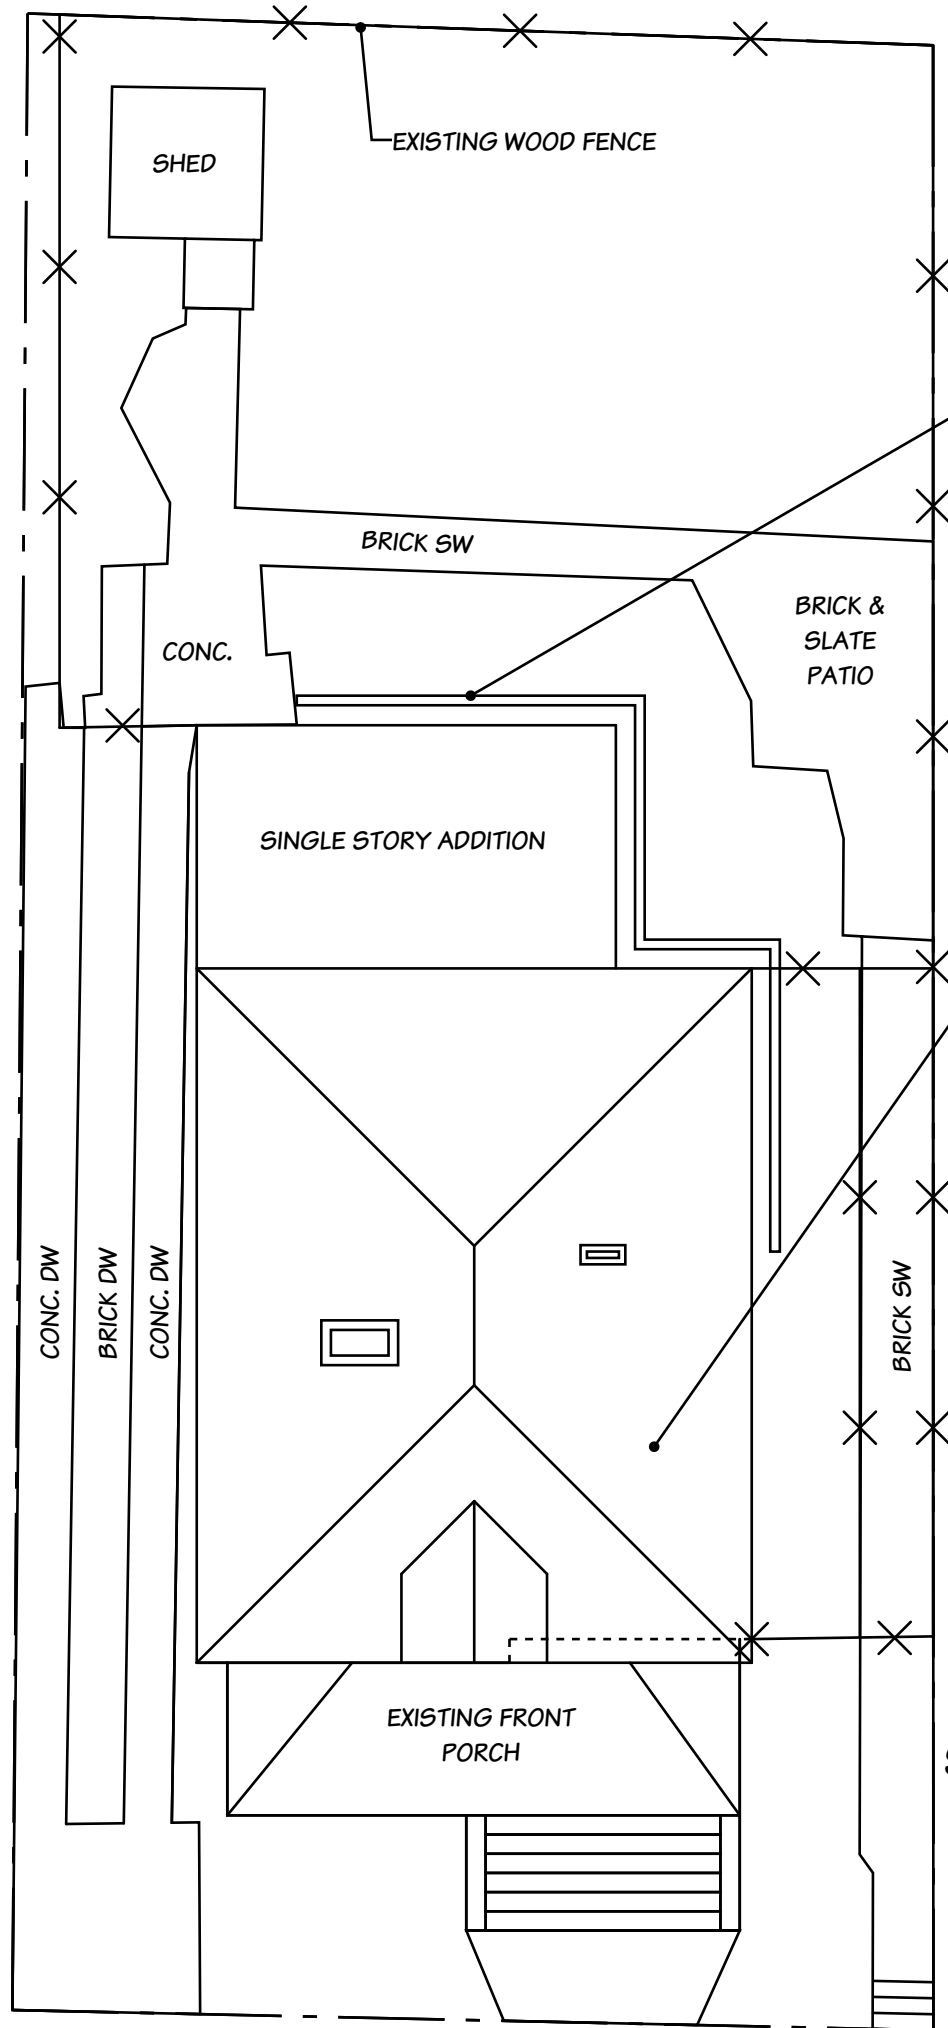 EXISTING WOOD FENCE
SHED
BRICK SW
BRICK &
SLATE
PATIO
CONC.
SINGLE STORY ADDITION
CONC. DW
BRICK DW
CONC. DW
BRICK SW
EXISTING FRONT
PORCH